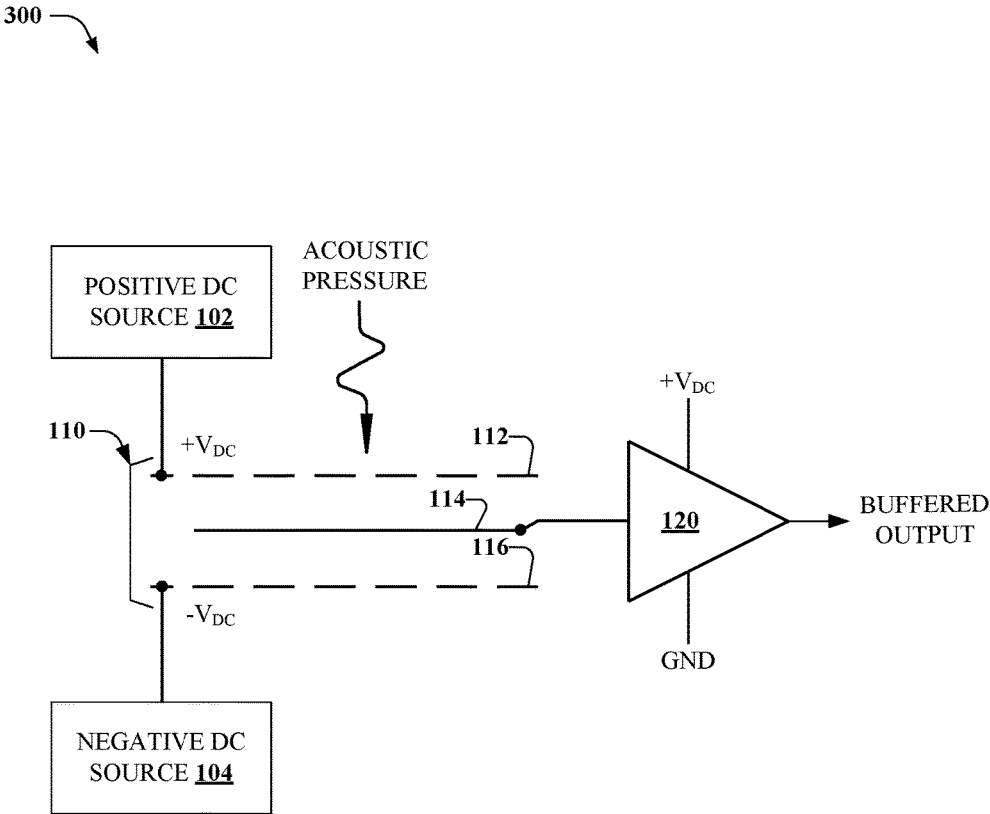 300
ACOUSTIC
PRESSURE
POSITIVE DC
SOURCE 102
+VDC
110
+VDC
112
114
116
120
BUFFERED
OUTPUT
-VDC
GND
NEGATIVE DC
SOURCE 104